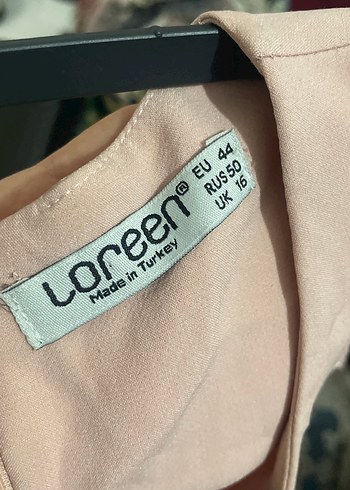 Loreen®
Made in Turkey
EU 44
RUS 50
UK 16